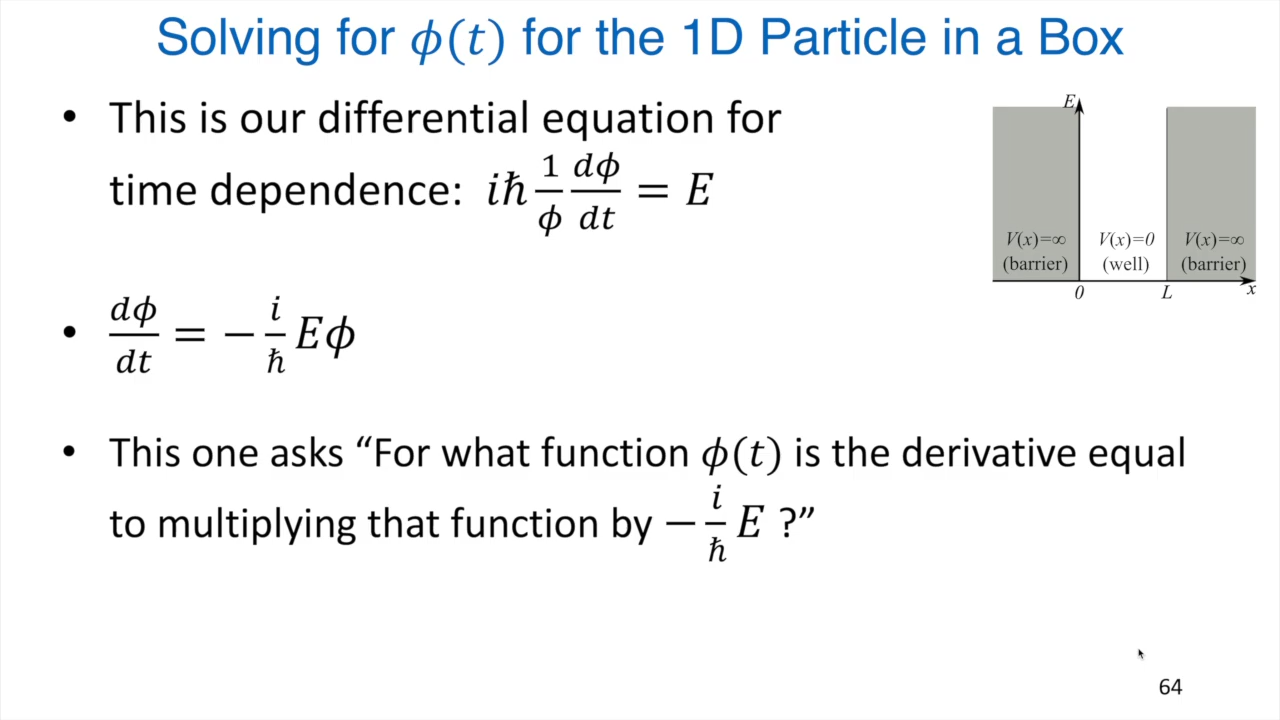 Solving for ϕ(t) for the 1D Particle in a Box
• This is our differential equation for
time dependence: iħ 1/ϕ dϕ/dt = E
• dϕ/dt = − i/ħ Eϕ
• This one asks “For what function ϕ(t) is the derivative equal
to multiplying that function by − i/ħ E ?”
E
V(x)=∞ V(x)=0 V(x)=∞
(barrier) (well) (barrier)
0 L x
64